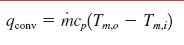 q_conv = ṁc_p(T_m,o − T_m,i)